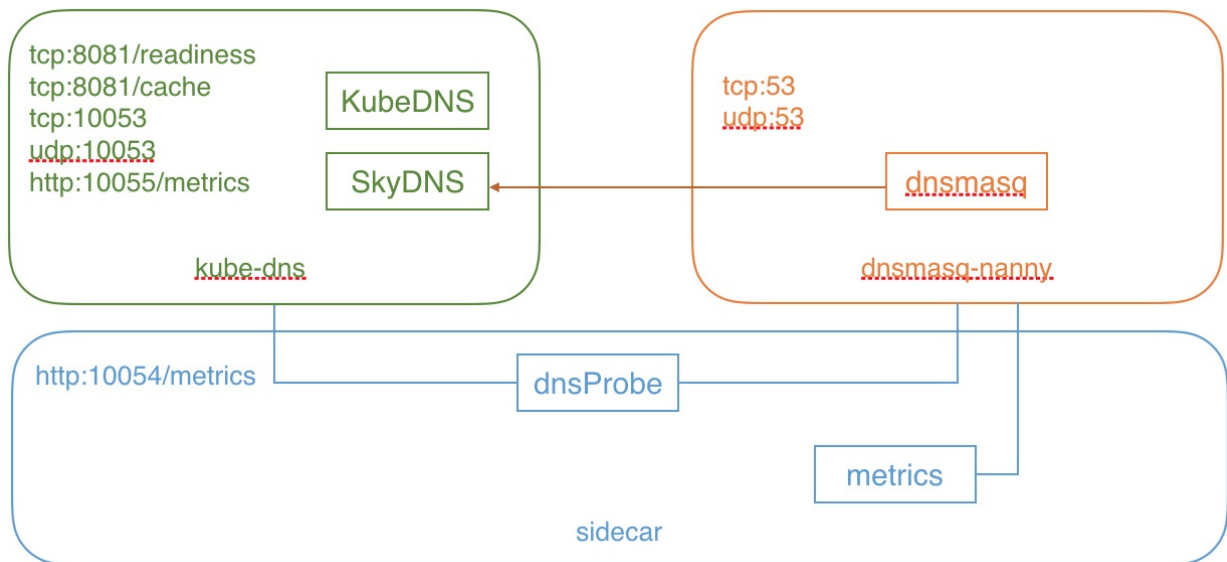 tcp:8081/readiness
tcp:8081/cache
tcp:10053
udp:10053
http:10055/metrics
KubeDNS
SkyDNS
kube-dns
tcp:53
udp:53
dnsmasq
dnsmasq-nanny
http:10054/metrics
dnsProbe
metrics
sidecar